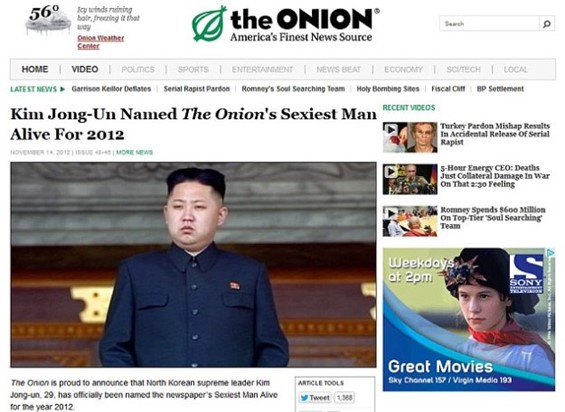 56°
Icy winds ruining
hair, freezing it that
way
Onion Weather
Center
the ONION®
America's Finest News Source
Search
HOME VIDEO POLITICS SPORTS ENTERTAINMENT NEWS BEAT ECONOMY SCI/TECH LOCAL
LATEST NEWS Garrison Keillor Deflates Serial Rapist Pardon Romney's Soul Searching Team Holy Bombing Sites Fiscal Cliff BP Settlement
Kim Jong-Un Named The Onion's Sexiest Man
Alive For 2012
NOVEMBER 14, 2012 | ISSUE 48•46 | MORE NEWS
The Onion is proud to announce that North Korean supreme leader Kim
Jong-un, 29, has officially been named the newspaper's Sexiest Man Alive
for the year 2012.
ARTICLE TOOLS
Tweet 1,368
RECENT VIDEOS
Turkey Pardon Mishap Results
In Accidental Release Of Serial
Rapist
5-Hour Energy CEO: Deaths
Just Collateral Damage In War
On That 2:30 Feeling
Romney Spends $600 Million
On Top-Tier 'Soul Searching'
Team
Weekdays
at 2pm
SONY
ENTERTAINMENT
TELEVISION
Great Movies
Sky Channel 157 / Virgin Media 193